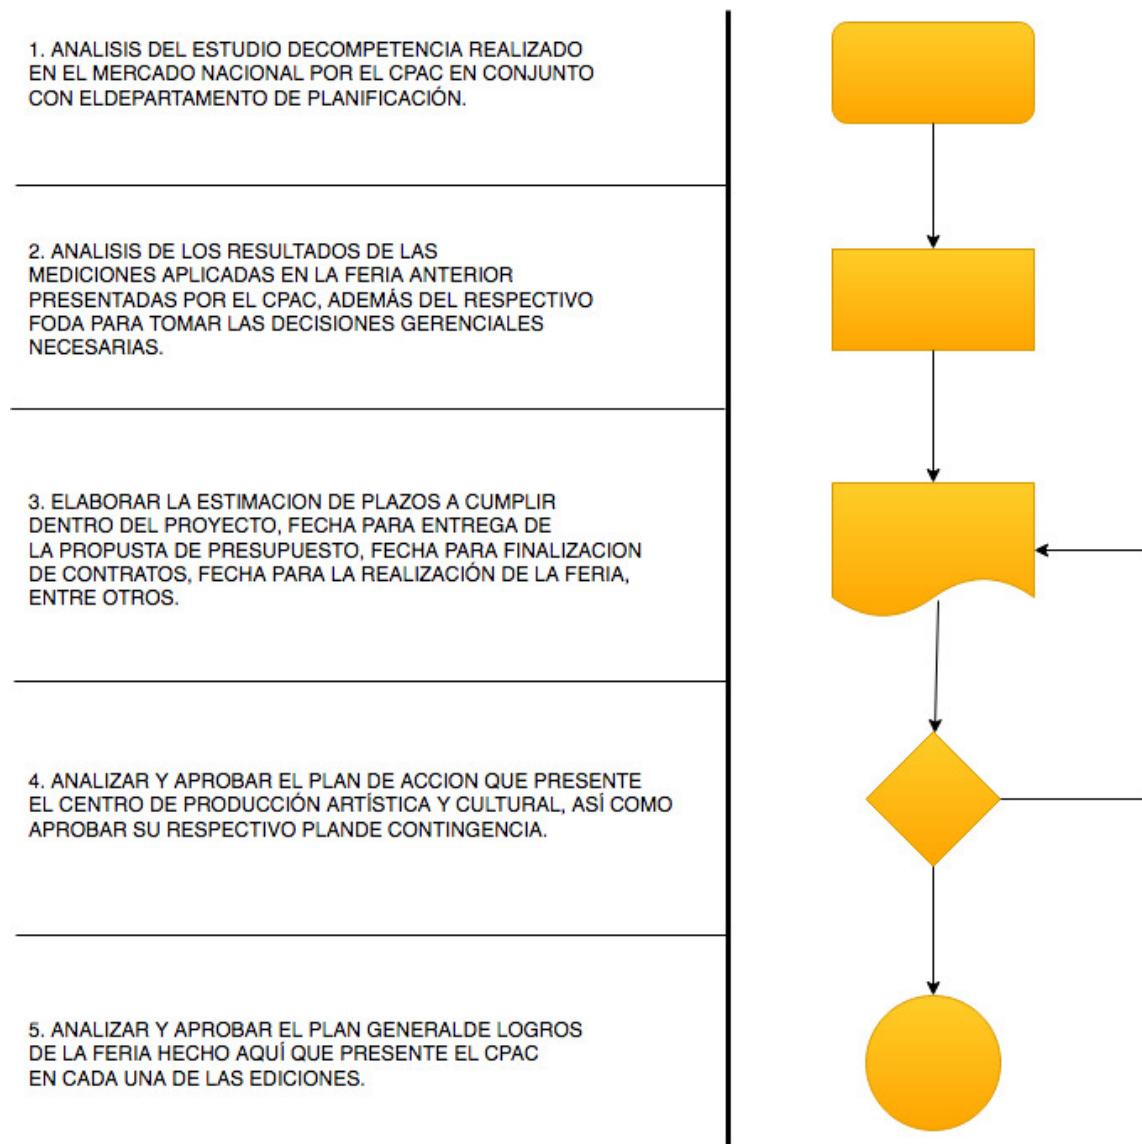 1. ANALISIS DEL ESTUDIO DECOMPETENCIA REALIZADO
EN EL MERCADO NACIONAL POR EL CPAC EN CONJUNTO
CON ELDEPARTAMENTO DE PLANIFICACIÓN.
2. ANALISIS DE LOS RESULTADOS DE LAS
MEDICIONES APLICADAS EN LA FERIA ANTERIOR
PRESENTADAS POR EL CPAC, ADEMÁS DEL RESPECTIVO
FODA PARA TOMAR LAS DECISIONES GERENCIALES
NECESARIAS.
3. ELABORAR LA ESTIMACION DE PLAZOS A CUMPLIR
DENTRO DEL PROYECTO, FECHA PARA ENTREGA DE
LA PROPUSTA DE PRESUPUESTO, FECHA PARA FINALIZACION
DE CONTRATOS, FECHA PARA LA REALIZACIÓN DE LA FERIA,
ENTRE OTROS.
4. ANALIZAR Y APROBAR EL PLAN DE ACCION QUE PRESENTE
EL CENTRO DE PRODUCCIÓN ARTÍSTICA Y CULTURAL, ASÍ COMO
APROBAR SU RESPECTIVO PLANDE CONTINGENCIA.
5. ANALIZAR Y APROBAR EL PLAN GENERALDE LOGROS
DE LA FERIA HECHO AQUÍ QUE PRESENTE EL CPAC
EN CADA UNA DE LAS EDICIONES.